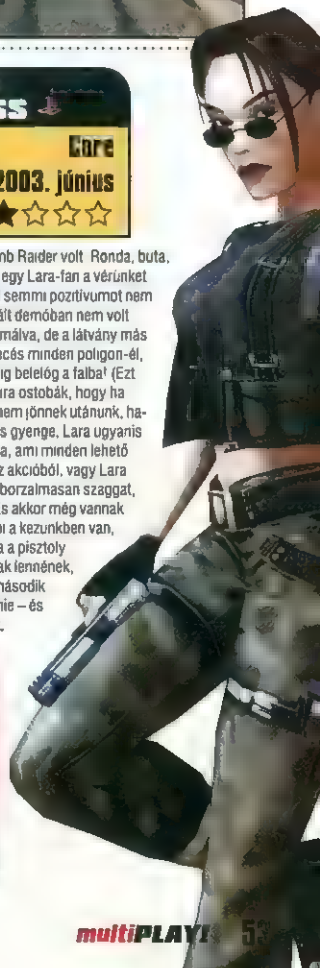 ss
Core
2003. június
mb Raider volt Ronda, buta,
egy Lara-fan a vérünket
semmi pozitívumot nem
ált demóban nem volt
málva, de a látvány más
ecés minden poligon-él,
ig belelóg a falba! (Ezt
ra ostobák, hogy ha
nem jönnek utánunk, ha-
s gyenge, Lara ugyanis
a, ami minden lehető
z akcióból, vagy Lara
borzalmasan szaggat,
s akkor még vannak
i a kezunkben van,
a a pisztoly
ak lennének,
második
nie – és
multiPLAY
53